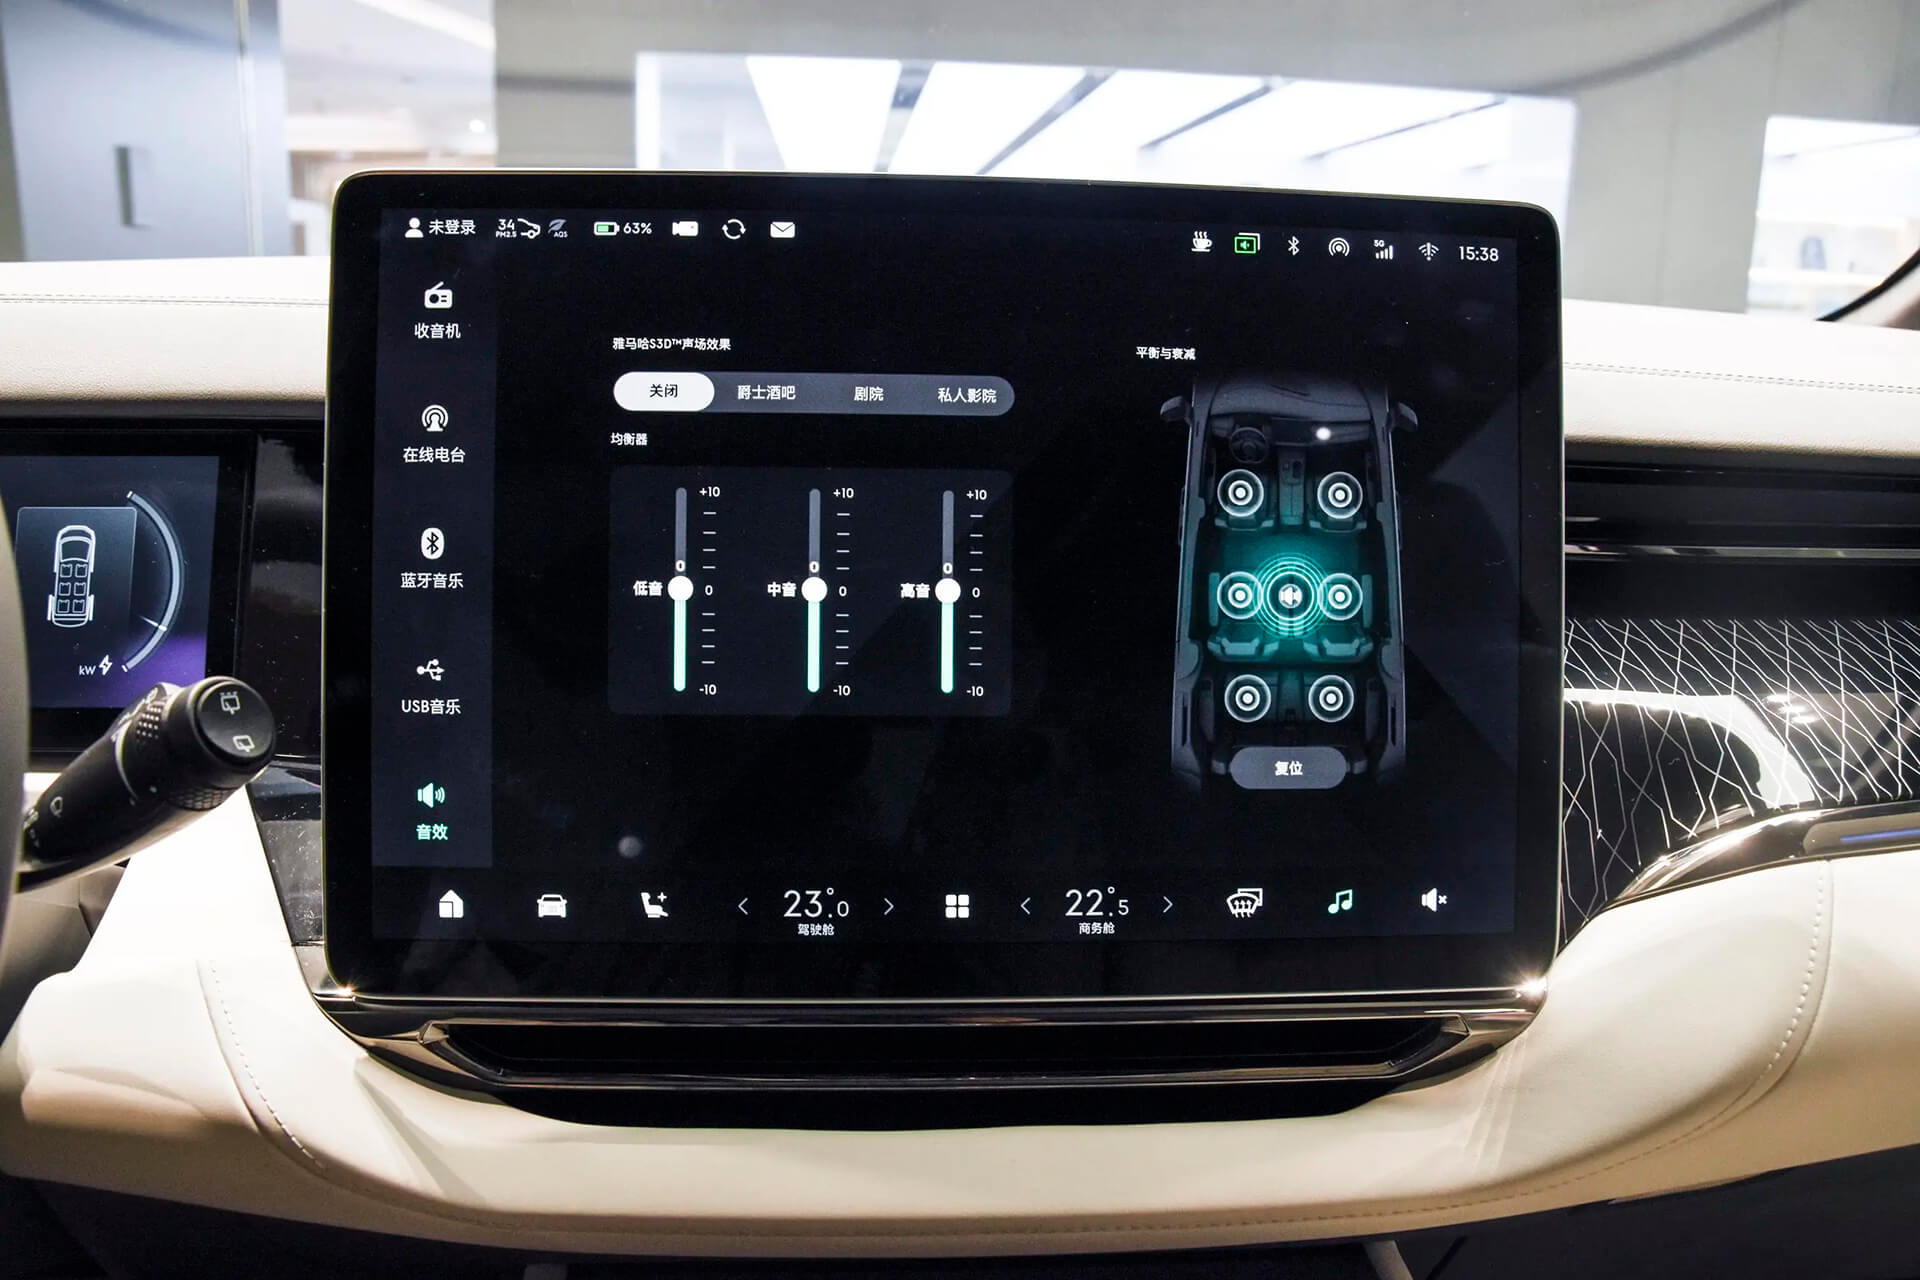 未登录
34
PM2.5
AQS
63%
5G
15:38
收音机
在线电台
蓝牙音乐
USB音乐
音效
雅马哈S3D™声场效果
关闭 爵士酒吧 剧院 私人影院
均衡器
+10 +10 +10
0 0 0
低音 0 中音 0 高音 0
-10 -10 -10
平衡与衰减
复位
23.0
驾驶舱
22.5
商务舱
kW